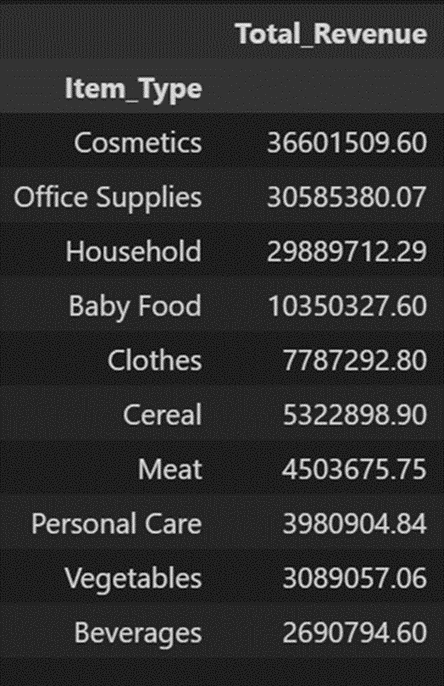 Total_Revenue
Item_Type
Cosmetics 36601509.60
Office Supplies 30585380.07
Household 29889712.29
Baby Food 10350327.60
Clothes 7787292.80
Cereal 5322898.90
Meat 4503675.75
Personal Care 3980904.84
Vegetables 3089057.06
Beverages 2690794.60